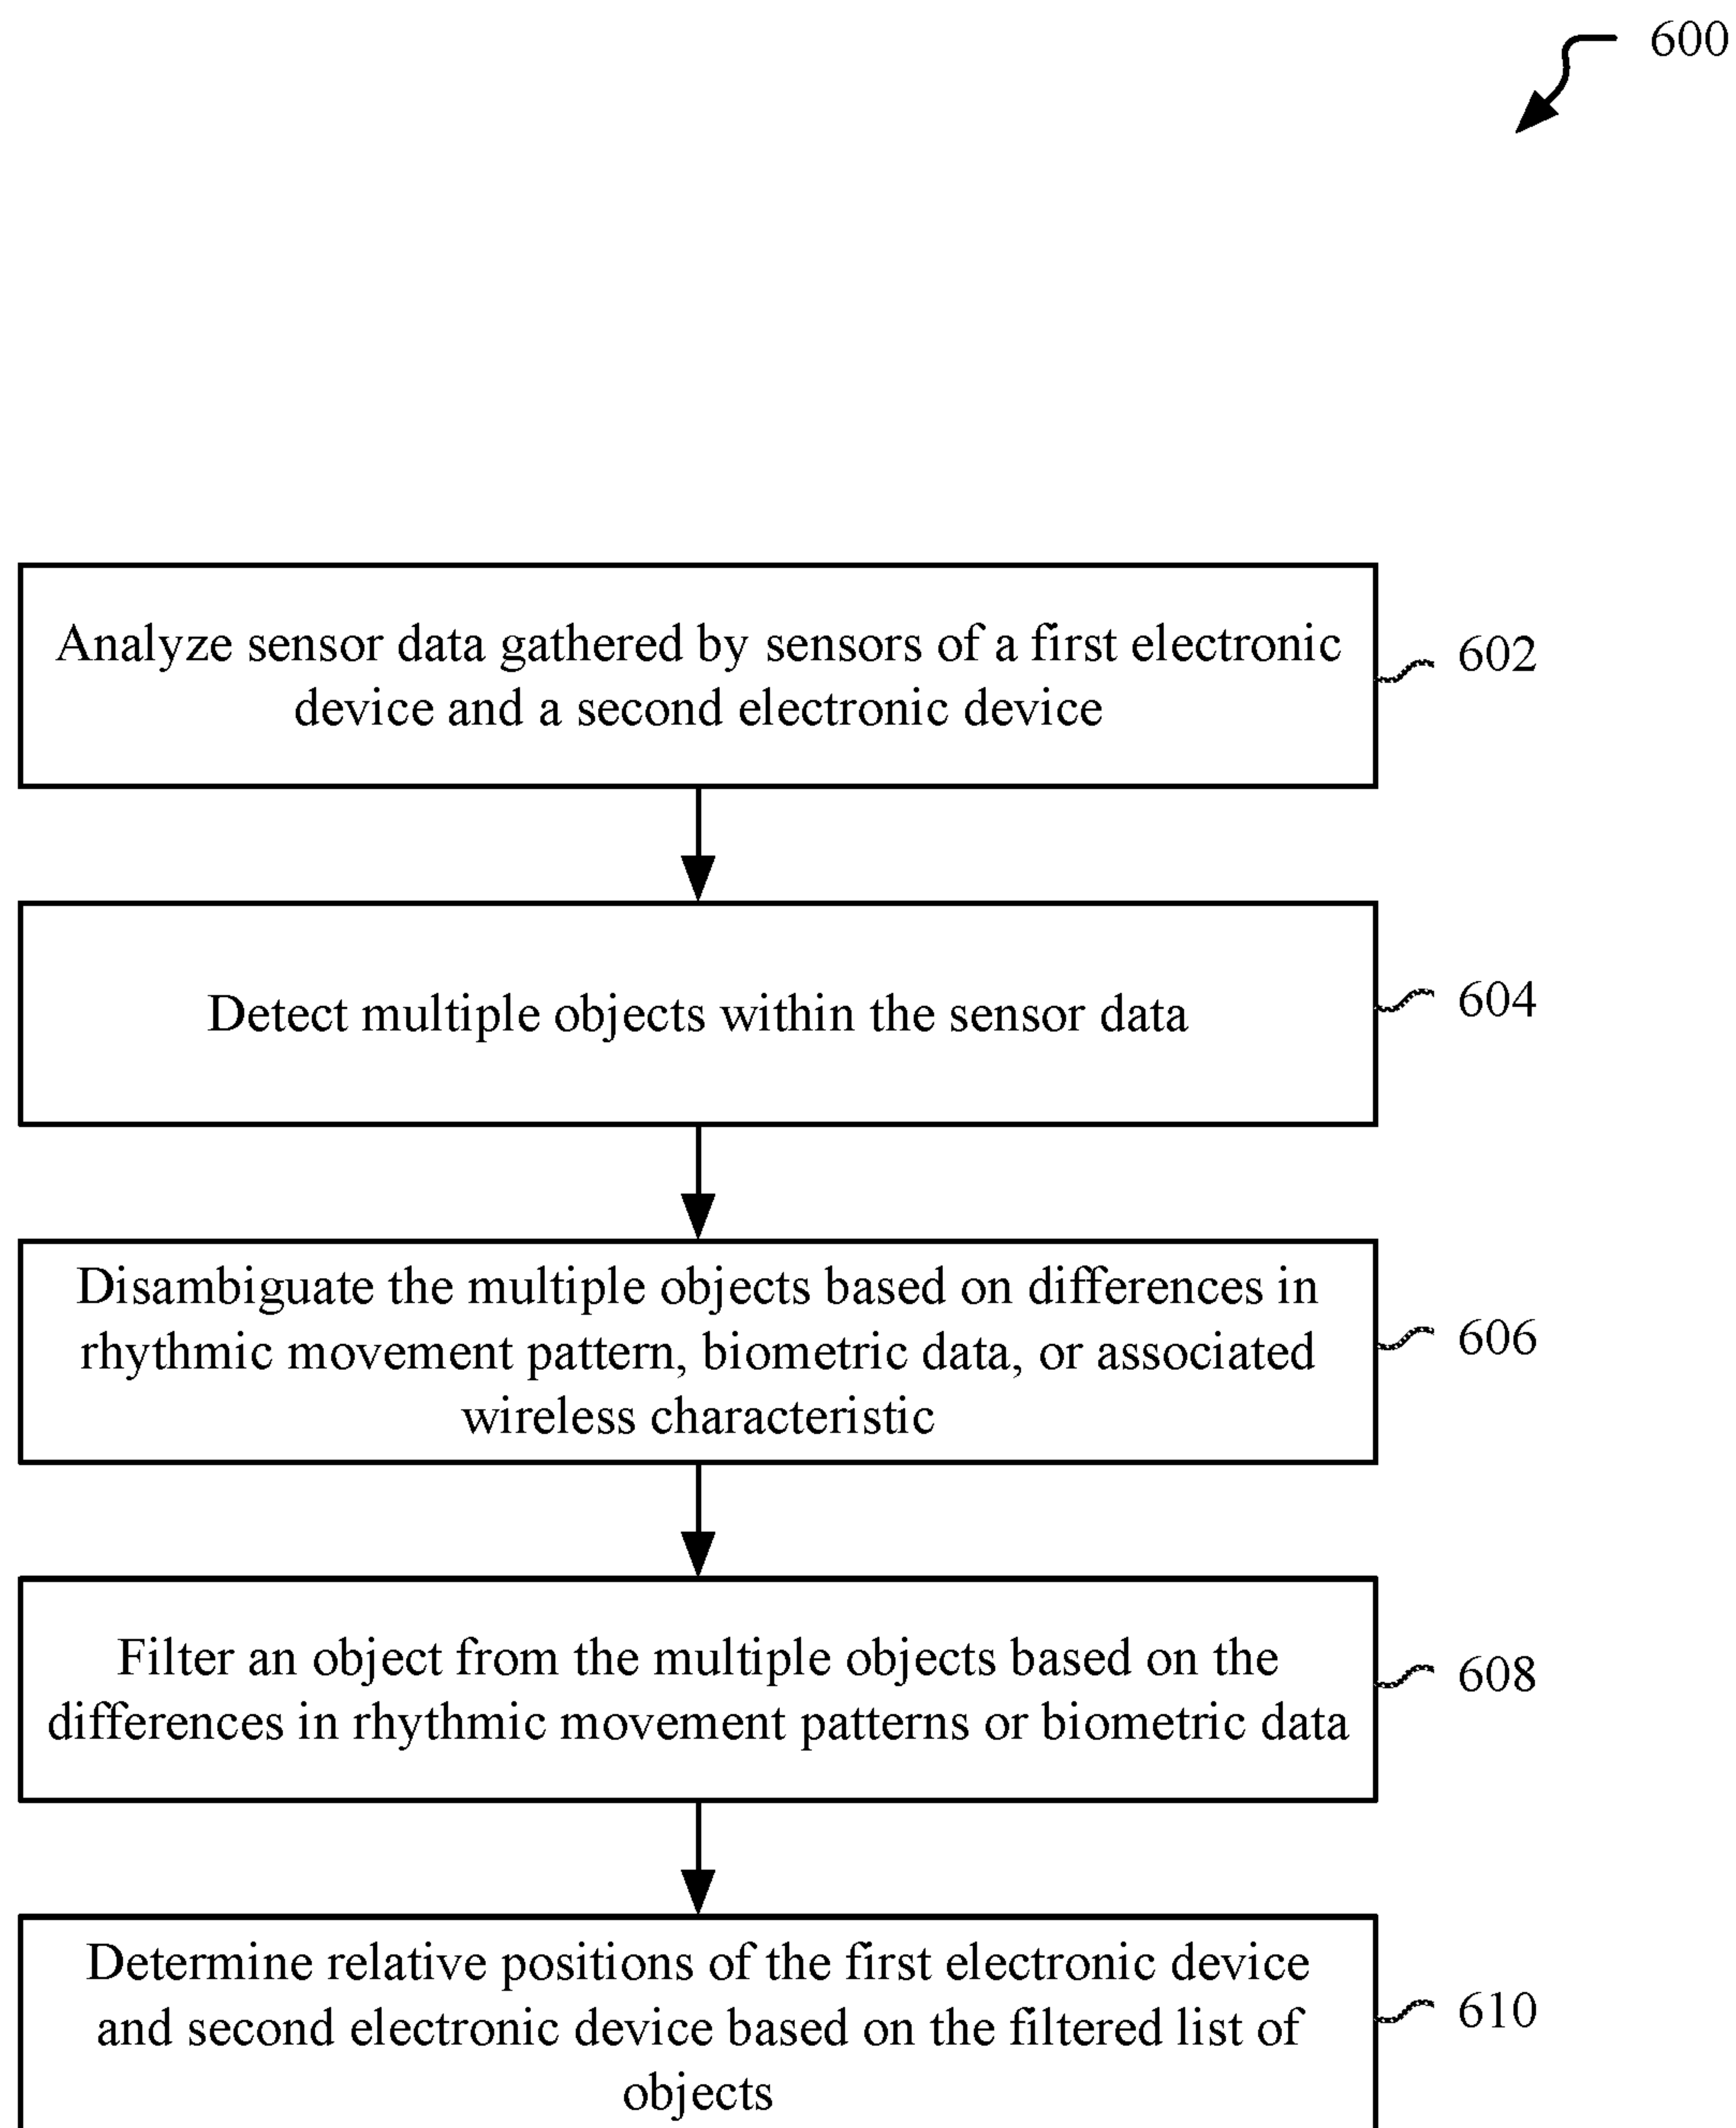 600
Analyze sensor data gathered by sensors of a first electronic
device and a second electronic device
602
Detect multiple objects within the sensor data
604
Disambiguate the multiple objects based on differences in
rhythmic movement pattern, biometric data, or associated
wireless characteristic
606
Filter an object from the multiple objects based on the
differences in rhythmic movement patterns or biometric data
608
Determine relative positions of the first electronic device
and second electronic device based on the filtered list of
objects
610